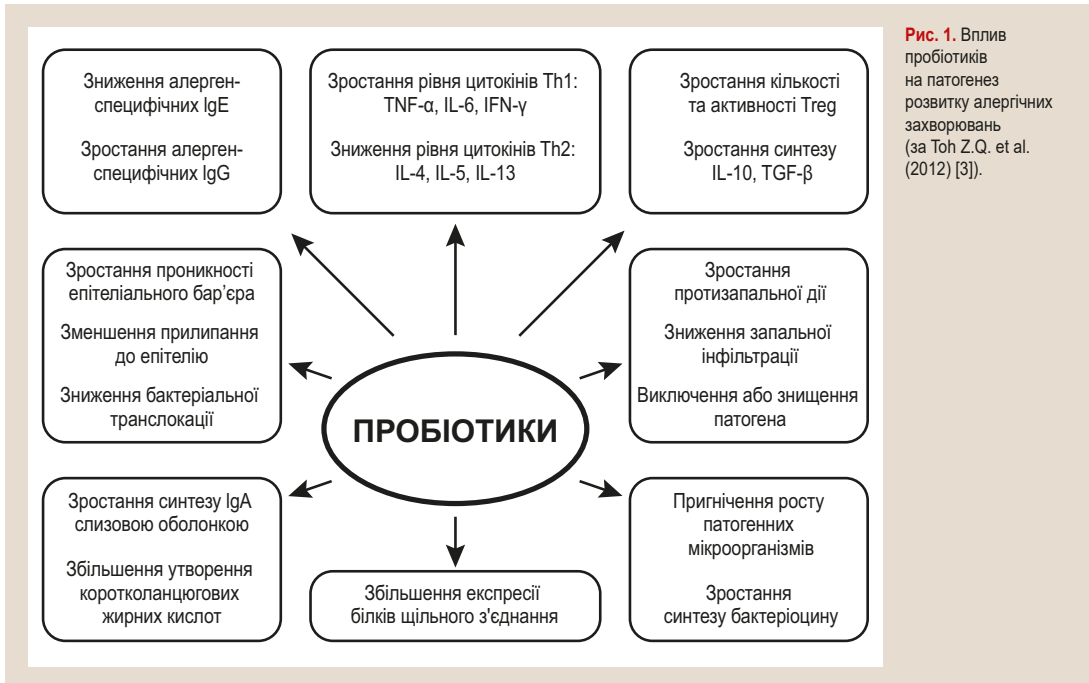 Зниження алерген-
специфічних IgE
Зростання алерген-
специфічних IgG
Зростання рівня цитокінів Th1:
TNF-α, IL-6, IFN-γ
Зниження рівня цитокінів Th2:
IL-4, IL-5, IL-13
Зростання кількості
та активності Treg
Зростання синтезу
IL-10, TGF-β
Рис. 1. Вплив
пробіотиків
на патогенез
розвитку алергічних
захворювань
(за Toh Z.Q. et al.
(2012) [3]).
Зростання проникності
епітеліального бар’єра
Зменшення прилипання
до епітелію
Зниження бактеріальної
транслокації
Зростання
протизапальної дії
Зниження запальної
інфільтрації
Виключення або знищення
патогена
ПРОБІОТИКИ
Зростання синтезу IgA
слизовою оболонкою
Збільшення утворення
коротколанцюгових
жирних кислот
Збільшення експресії
білків щільного з'єднання
Пригнічення росту
патогенних
мікроорганізмів
Зростання
синтезу бактеріоцину